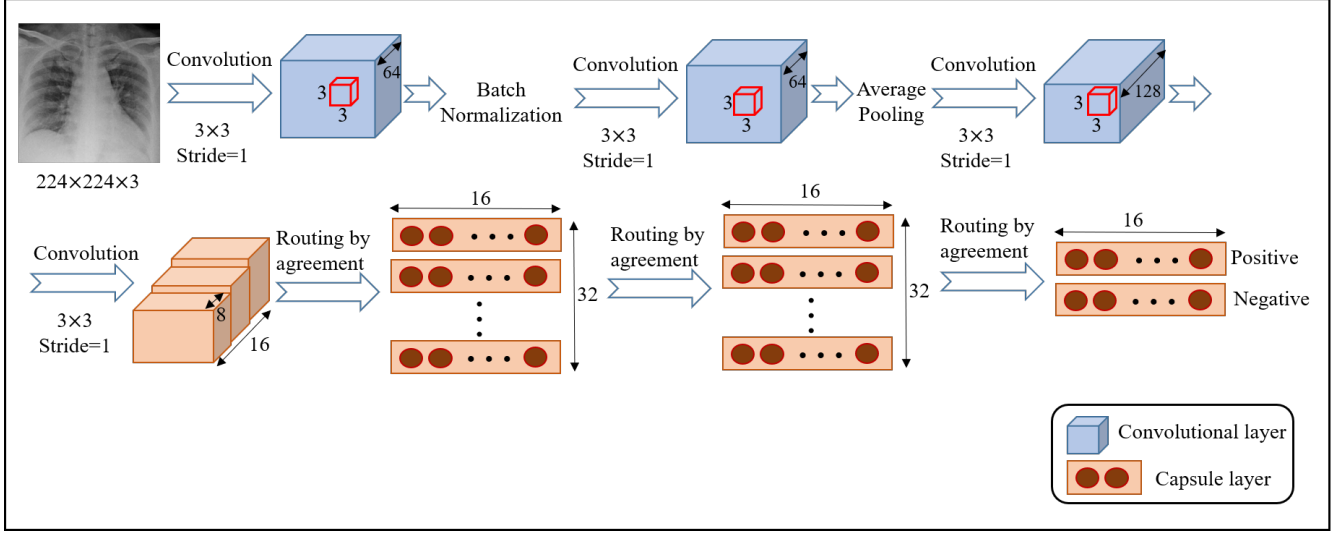 224×224×3
Convolution
3×3
Stride=1
64
3
3
Batch
Normalization
Convolution
3×3
Stride=1
64
3
3
Average
Pooling
Convolution
3×3
Stride=1
128
3
3
Convolution
3×3
Stride=1
8
16
Routing by
agreement
16
32
Routing by
agreement
16
32
Routing by
agreement
16
Positive
Negative
Convolutional layer
Capsule layer